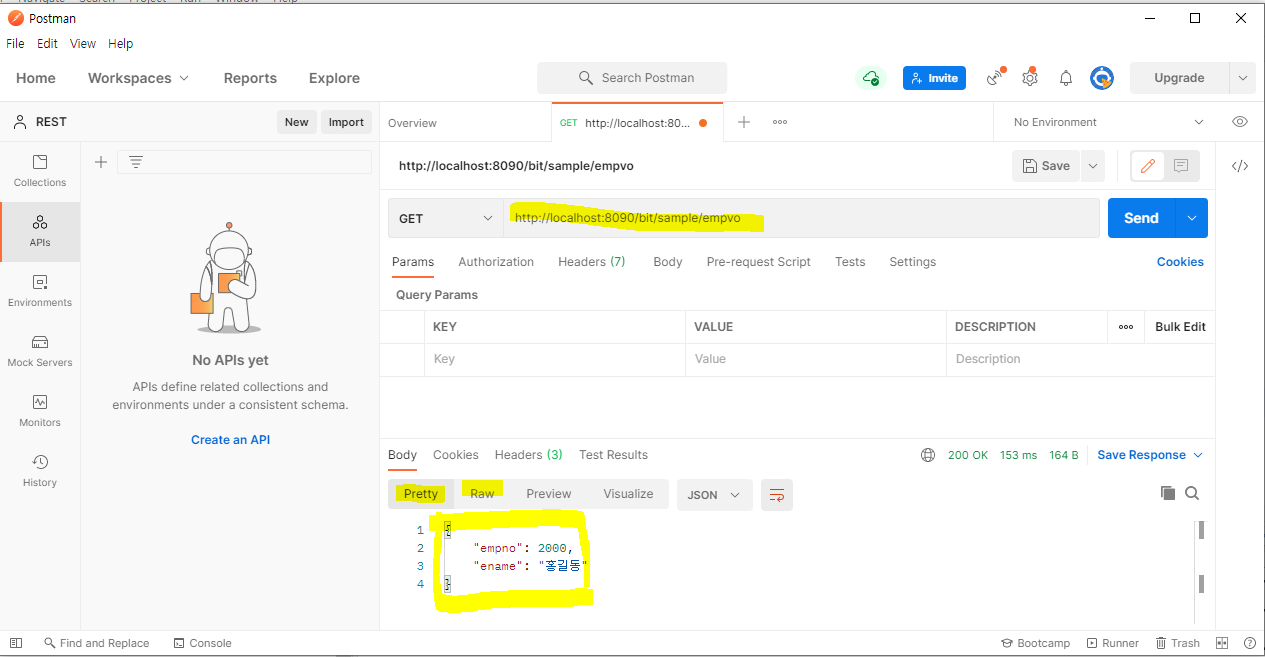 Navigate Search Project Run Window Help
Postman
File Edit View Help
Home Workspaces Reports Explore Search Postman Invite Upgrade
REST New Import Overview GET http://localhost:80... No Environment
Collections
APIs
Environments
Mock Servers
Monitors
History
No APIs yet
APIs define related collections and
environments under a consistent schema.
Create an API
http://localhost:8090/bit/sample/empvo Save </>
GET http://localhost:8090/bit/sample/empvo Send
Params Authorization Headers (7) Body Pre-request Script Tests Settings Cookies
Query Params
KEY VALUE DESCRIPTION Bulk Edit
Key Value Description
Body Cookies Headers (3) Test Results 200 OK 153 ms 164 B Save Response
Pretty Raw Preview Visualize JSON
1 {
2 "empno": 2000,
3 "ename": "홍길동"
4 }
Find and Replace Console Bootcamp Runner Trash